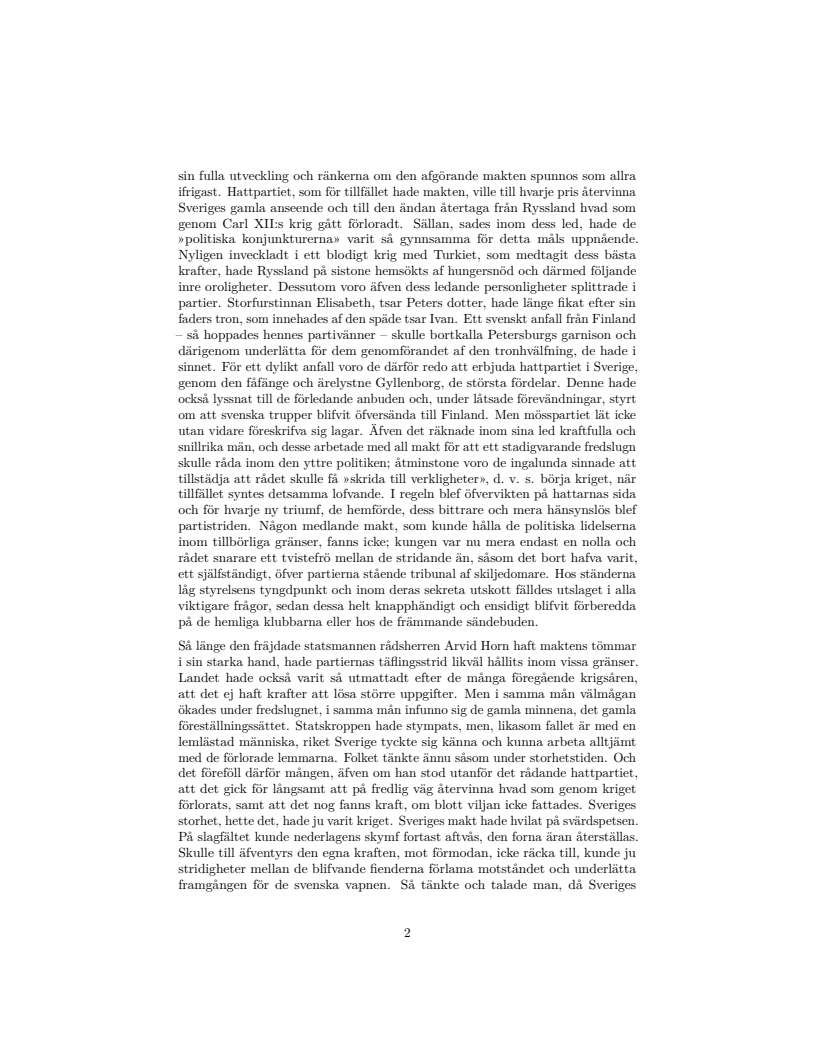 sin fulla utveckling och ränkerna om den afgörande makten spunnos som allra
ifrigast. Hattpartiet, som för tillfället hade makten, ville till hvarje pris återvinna
Sveriges gamla anseende och till den ändan återtaga från Ryssland hvad som
genom Carl XII:s krig gått förloradt. Sällan, sades inom dess led, hade de
»politiska konjunkturerna» varit så gynnsamma för detta måls uppnående.
Nyligen inveckladt i ett blodigt krig med Turkiet, som medtagit dess bästa
krafter, hade Ryssland på sistone hemsökts af hungersnöd och därmed följande
inre oroligheter. Dessutom voro äfven dess ledande personligheter splittrade i
partier. Storfurstinnan Elisabeth, tsar Peters dotter, hade länge fikat efter sin
faders tron, som innehades af den späde tsar Ivan. Ett svenskt anfall från Finland
– så hoppades hennes partivänner – skulle bortkalla Petersburgs garnison och
därigenom underlätta för dem genomförandet af den tronhvälfning, de hade i
sinnet. För ett dylikt anfall voro de därför redo att erbjuda hattpartiet i Sverige,
genom den fåfänge och ärelystne Gyllenborg, de största fördelar. Denne hade
också lyssnat till de förledande anbuden och, under låtsade förevändningar, styrt
om att svenska trupper blifvit öfversända till Finland. Men mösspartiet lät icke
utan vidare föreskrifva sig lagar. Äfven det räknade inom sina led kraftfulla och
snillrika män, och desse arbetade med all makt för att ett stadigvarande fredslugn
skulle råda inom den yttre politiken; åtminstone voro de ingalunda sinnade att
tillstädja att rådet skulle få »skrida till verkligheter», d. v. s. börja kriget, när
tillfället syntes detsamma lofvande. I regeln blef öfvervikten på hattarnas sida
och för hvarje ny triumf, de hemförde, dess bittrare och mera hänsynslös blef
partistriden. Någon medlande makt, som kunde hålla de politiska lidelserna
inom tillbörliga gränser, fanns icke; kungen var nu mera endast en nolla och
rådet snarare ett tvistefrö mellan de stridande än, såsom det bort hafva varit,
ett själfständigt, öfver partierna stående tribunal af skiljedomare. Hos ständerna
låg styrelsens tyngdpunkt och inom deras sekreta utskott fälldes utslaget i alla
viktigare frågor, sedan dessa helt knapphändigt och ensidigt blifvit förberedda
på de hemliga klubbarna eller hos de främmande sändebuden.
Så länge den fräjdade statsmannen rådsherren Arvid Horn haft maktens tömmar
i sin starka hand, hade partiernas täflingsstrid likväl hållits inom vissa gränser.
Landet hade också varit så utmattadt efter de många föregående krigsåren,
att det ej haft krafter att lösa större uppgifter. Men i samma mån välmågan
ökades under fredslugnet, i samma mån infunno sig de gamla minnena, det gamla
föreställningssättet. Statskroppen hade stympats, men, likasom fallet är med en
lemlästad människa, riket Sverige tyckte sig känna och kunna arbeta alltjämt
med de förlorade lemmarna. Folket tänkte ännu såsom under storhetstiden. Och
det föreföll därför mången, äfven om han stod utanför det rådande hattpartiet,
att det gick för långsamt att på fredlig väg återvinna hvad som genom kriget
förlorats, samt att det nog fanns kraft, om blott viljan icke fattades. Sveriges
storhet, hette det, hade ju varit kriget. Sveriges makt hade hvilat på svärdspetsen.
På slagfältet kunde nederlagens skymf fortast aftvås, den forna äran återställas.
Skulle till äfventyrs den egna kraften, mot förmodan, icke räcka till, kunde ju
stridigheter mellan de blifvande fienderna förlama motståndet och underlätta
framgången för de svenska vapnen. Så tänkte och talade man, då Sveriges
2